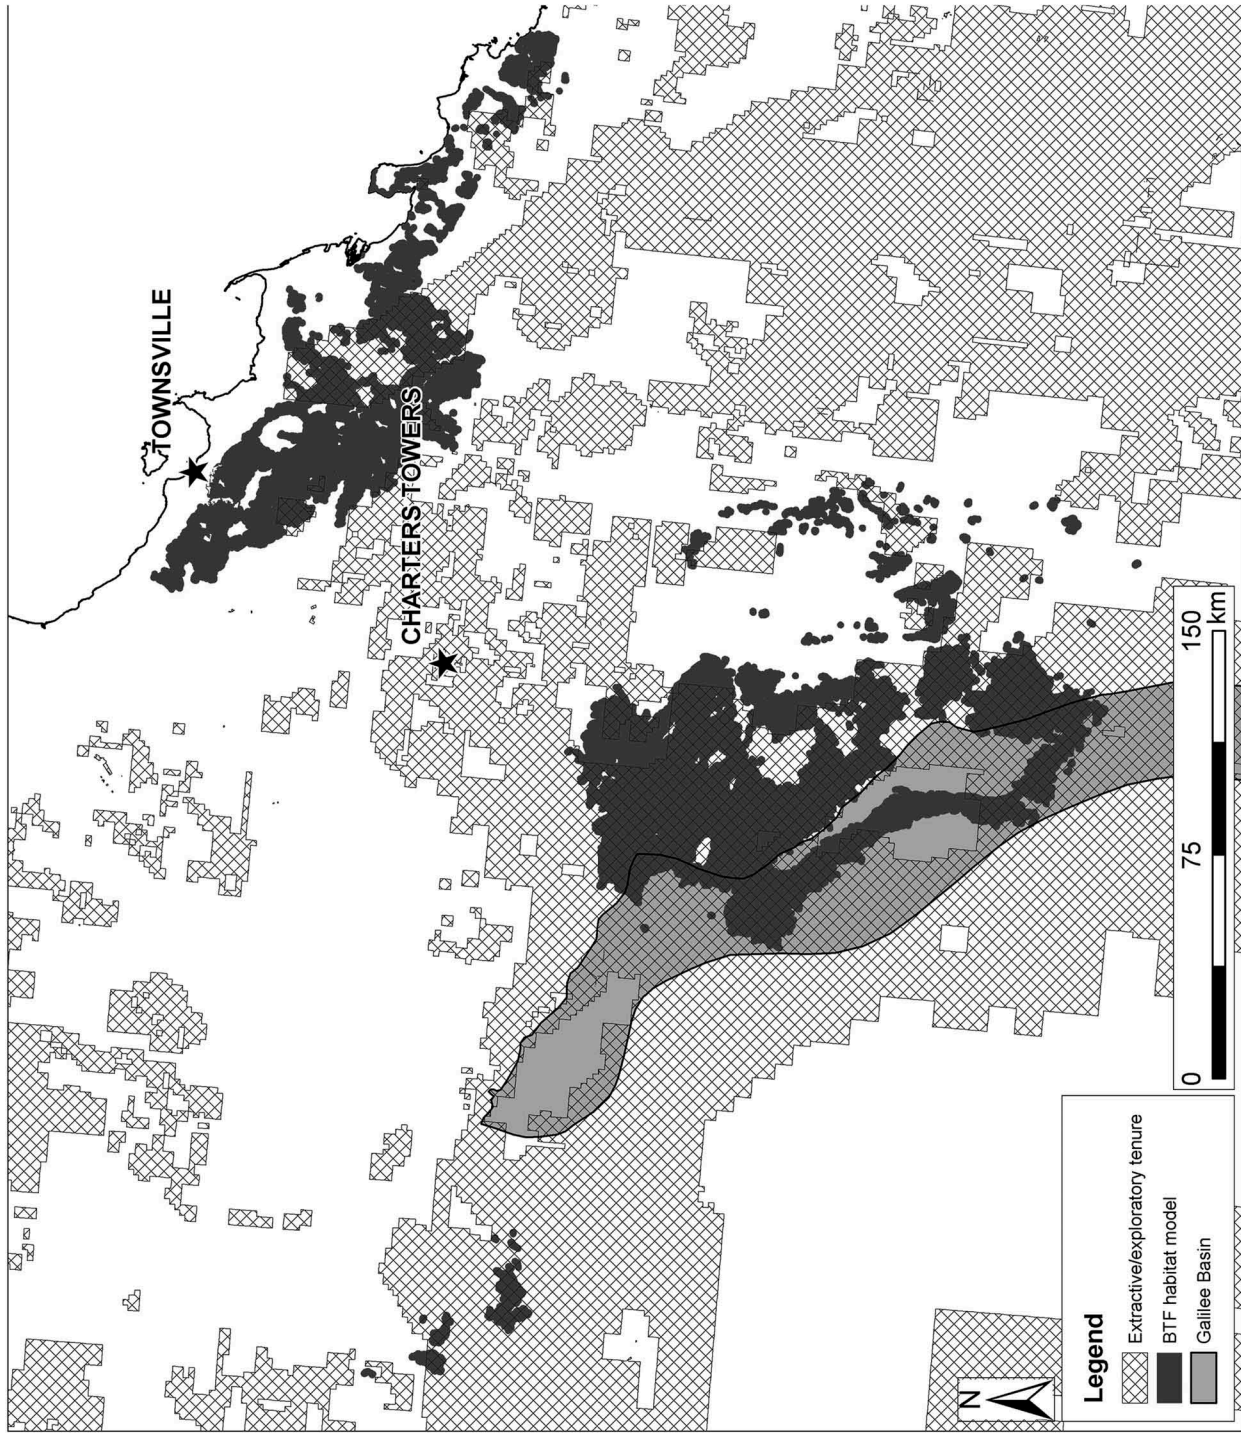 TOWNSVILLE
CHARTERS TOWERS
N
Legend
Extractive/exploratory tenure
BTF habitat model
Galilee Basin
0 75 150
km